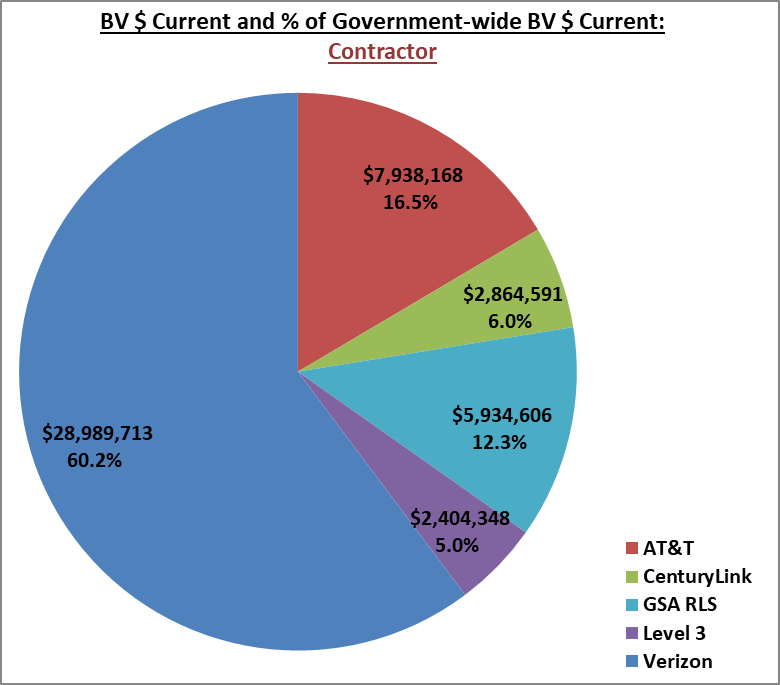 BV $ Current and % of Government-wide BV $ Current:
Contractor
$7,938,168
16.5%
$2,864,591
6.0%
$5,934,606
12.3%
$2,404,348
5.0%
$28,989,713
60.2%
AT&T
CenturyLink
GSA RLS
Level 3
Verizon